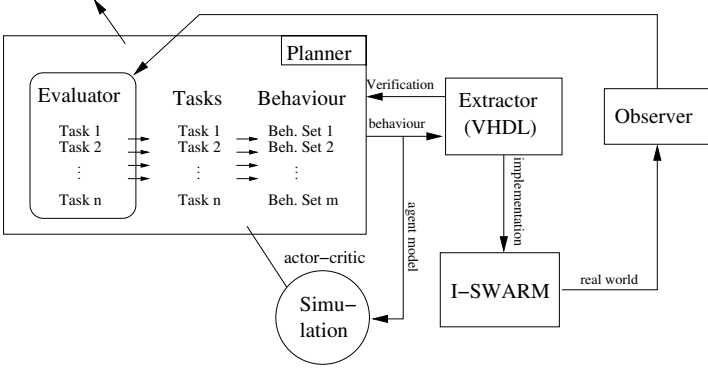 Planner
Evaluator
Tasks
Behaviour
Task 1
Task 2
⋮
Task n
Task 1
Task 2
⋮
Task n
Beh. Set 1
Beh. Set 2
⋮
Beh. Set m
Verification
behaviour
Extractor
(VHDL)
Observer
agent model
implementation
actor−critic
Simu−
lation
I−SWARM
real world